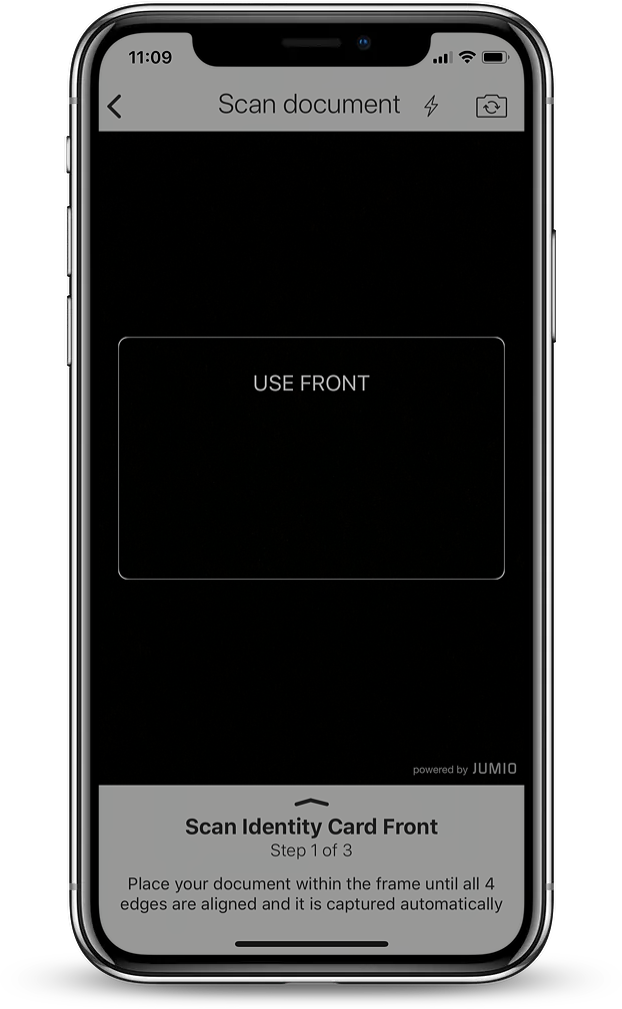 11:09
Scan document
USE FRONT
powered by JUMIO
Scan Identity Card Front
Step 1 of 3
Place your document within the frame until all 4
edges are aligned and it is captured automatically